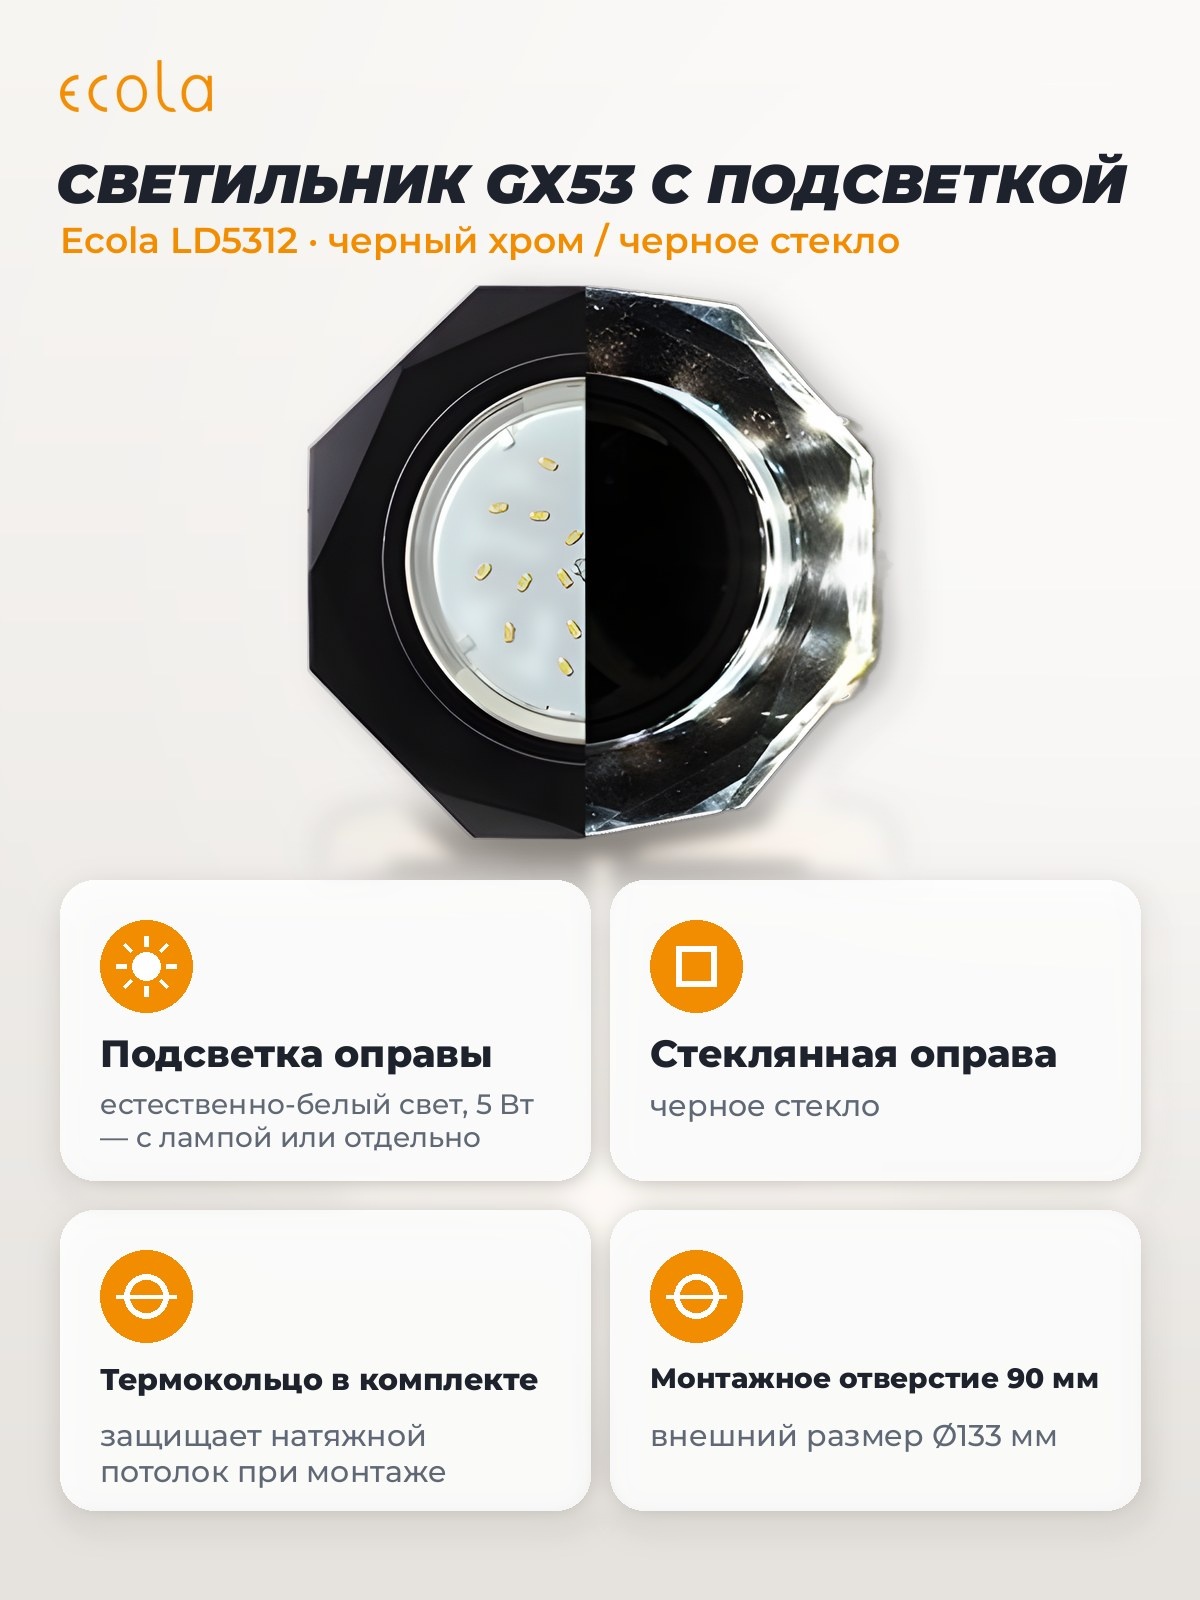 ecola
СВЕТИЛЬНИК GX53 С ПОДСВЕТКОЙ
Ecola LD5312 · черный хром / черное стекло
Подсветка оправы
естественно-белый свет, 5 Вт
— с лампой или отдельно
Стеклянная оправа
черное стекло
Термокольцо в комплекте
защищает натяжной
потолок при монтаже
Монтажное отверстие 90 мм
внешний размер Ø133 мм